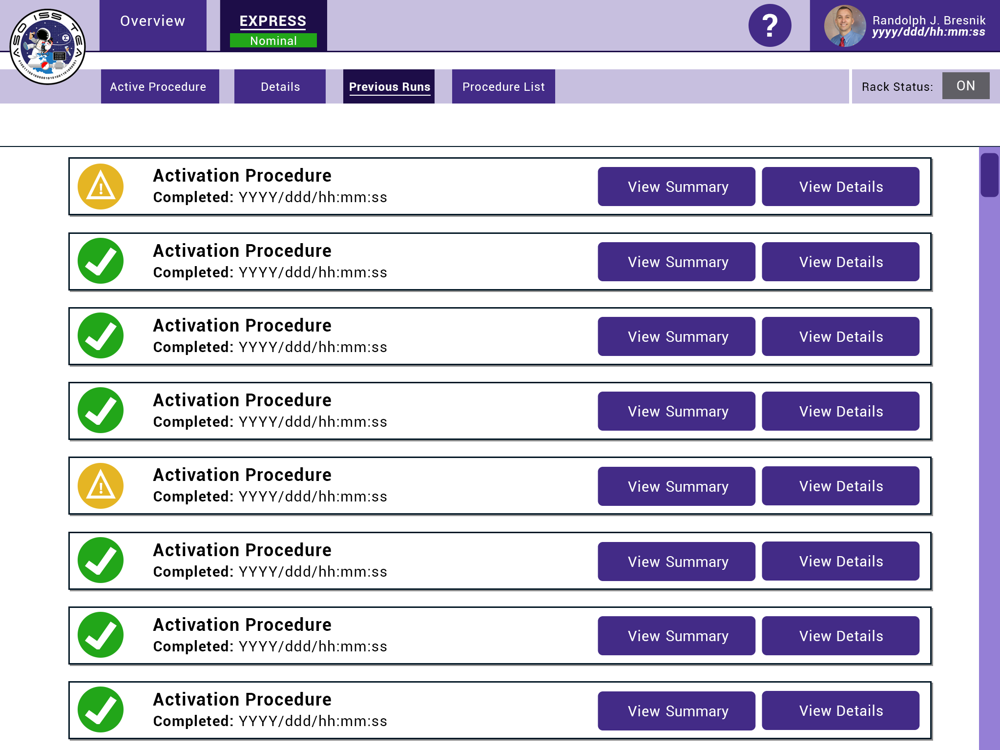 ASO ISS TEA
Overview
EXPRESS
Nominal
?
Randolph J. Bresnik
yyyy/ddd/hh:mm:ss
Active Procedure
Details
Previous Runs
Procedure List
Rack Status:
ON
Activation Procedure
Completed: YYYY/ddd/hh:mm:ss
View Summary
View Details
Activation Procedure
Completed: YYYY/ddd/hh:mm:ss
View Summary
View Details
Activation Procedure
Completed: YYYY/ddd/hh:mm:ss
View Summary
View Details
Activation Procedure
Completed: YYYY/ddd/hh:mm:ss
View Summary
View Details
Activation Procedure
Completed: YYYY/ddd/hh:mm:ss
View Summary
View Details
Activation Procedure
Completed: YYYY/ddd/hh:mm:ss
View Summary
View Details
Activation Procedure
Completed: YYYY/ddd/hh:mm:ss
View Summary
View Details
Activation Procedure
Completed: YYYY/ddd/hh:mm:ss
View Summary
View Details